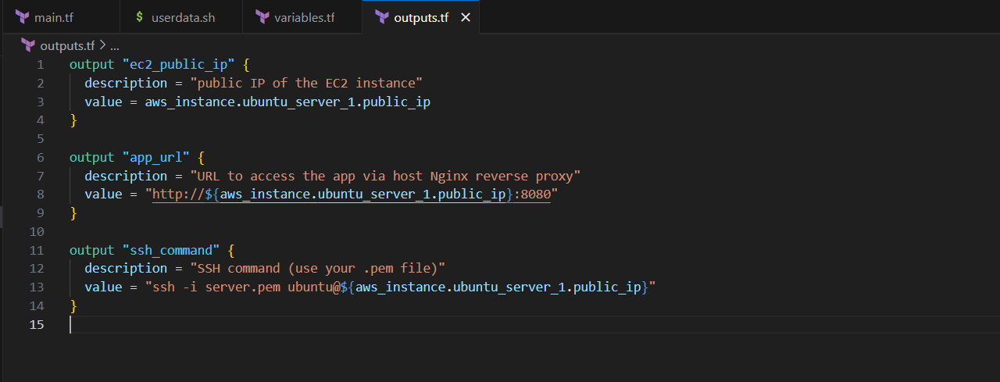 main.tf
$ userdata.sh
variables.tf
outputs.tf ×
outputs.tf > ...
1 output "ec2_public_ip" {
2   description = "public IP of the EC2 instance"
3   value = aws_instance.ubuntu_server_1.public_ip
4 }
5
6 output "app_url" {
7   description = "URL to access the app via host Nginx reverse proxy"
8   value = "http://${aws_instance.ubuntu_server_1.public_ip}:8080"
9 }
10
11 output "ssh_command" {
12   description = "SSH command (use your .pem file)"
13   value = "ssh -i server.pem ubuntu@${aws_instance.ubuntu_server_1.public_ip}"
14 }
15